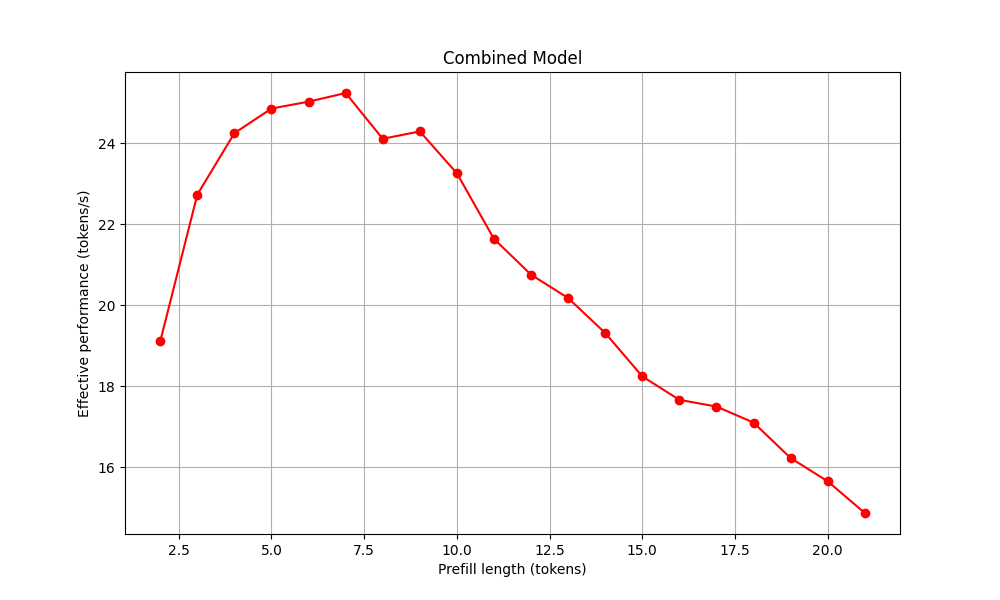 Combined Model
Effective performance (tokens/s)
24
22
20
18
16
2.5 5.0 7.5 10.0 12.5 15.0 17.5 20.0
Prefill length (tokens)